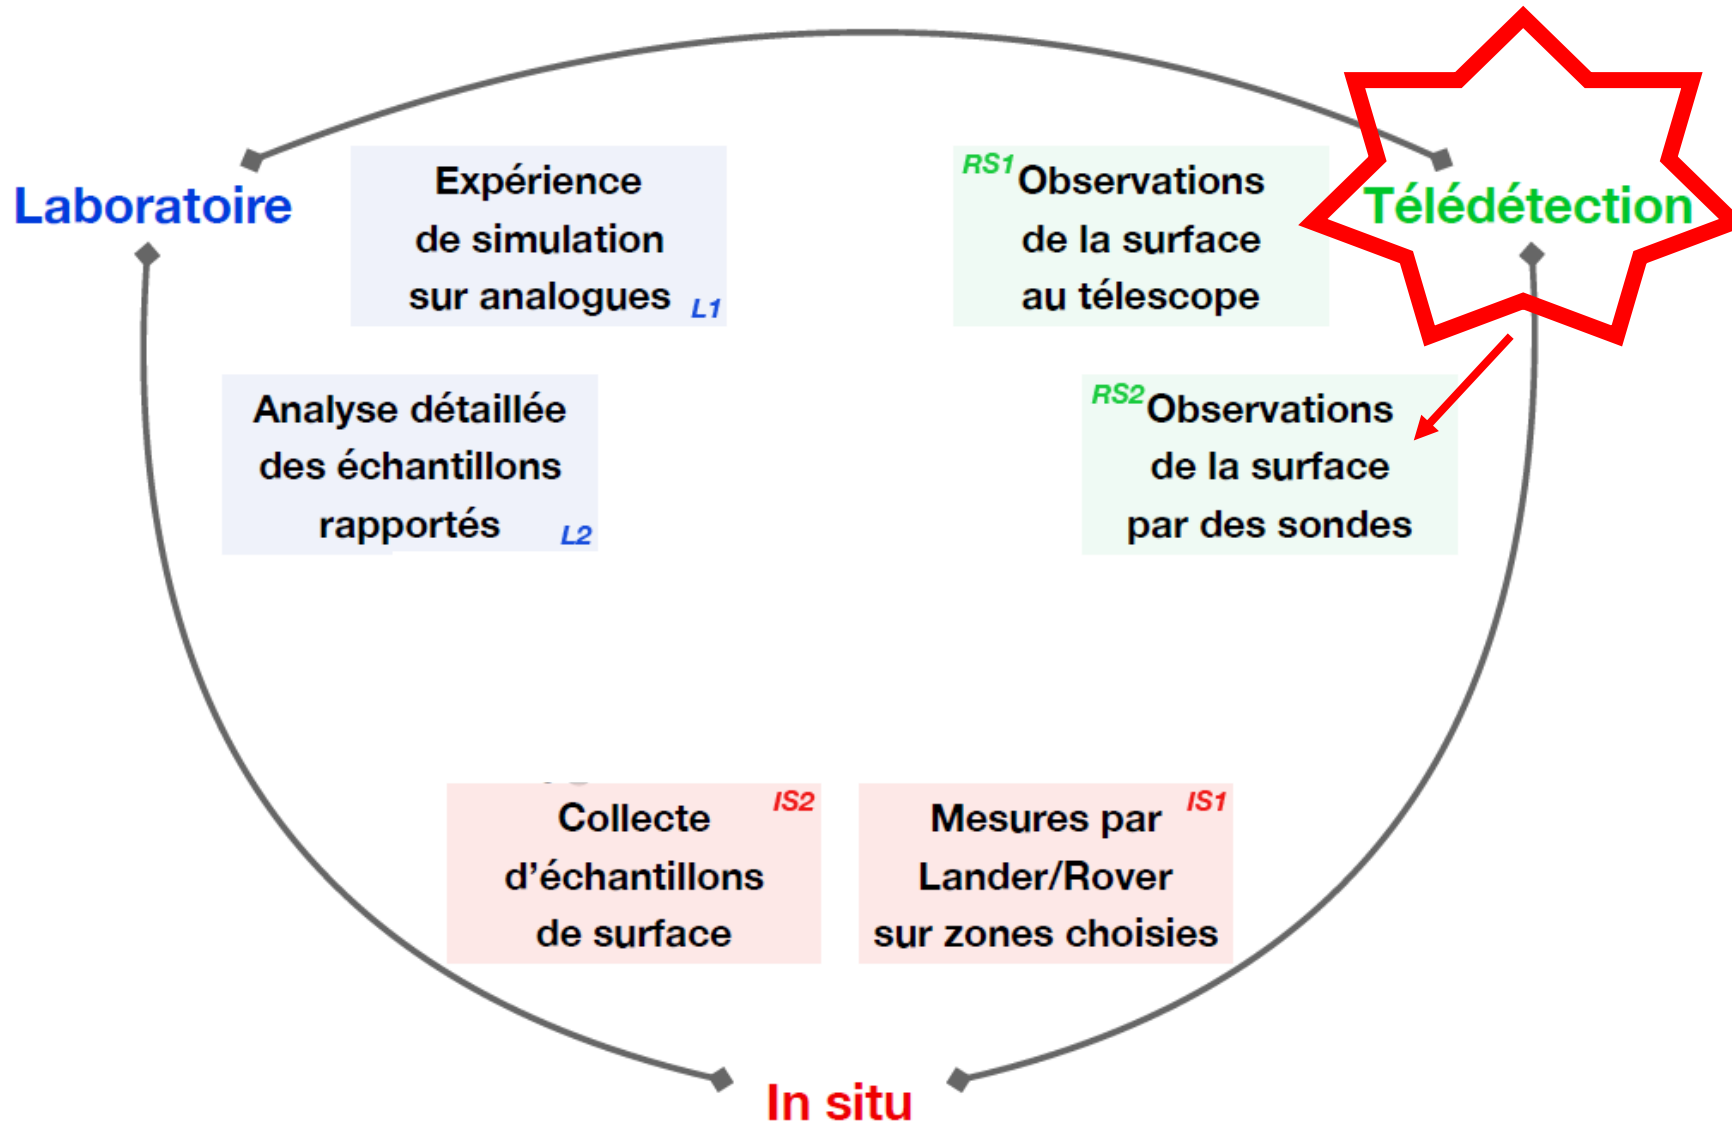 Laboratoire
Expérience
de simulation
sur analogues L1
RS1 Observations
de la surface
au télescope
Télédétection
Analyse détaillée
des échantillons
rapportés L2
RS2 Observations
de la surface
par des sondes
Collecte IS2
d'échantillons
de surface
Mesures par IS1
Lander/Rover
sur zones choisies
In situ